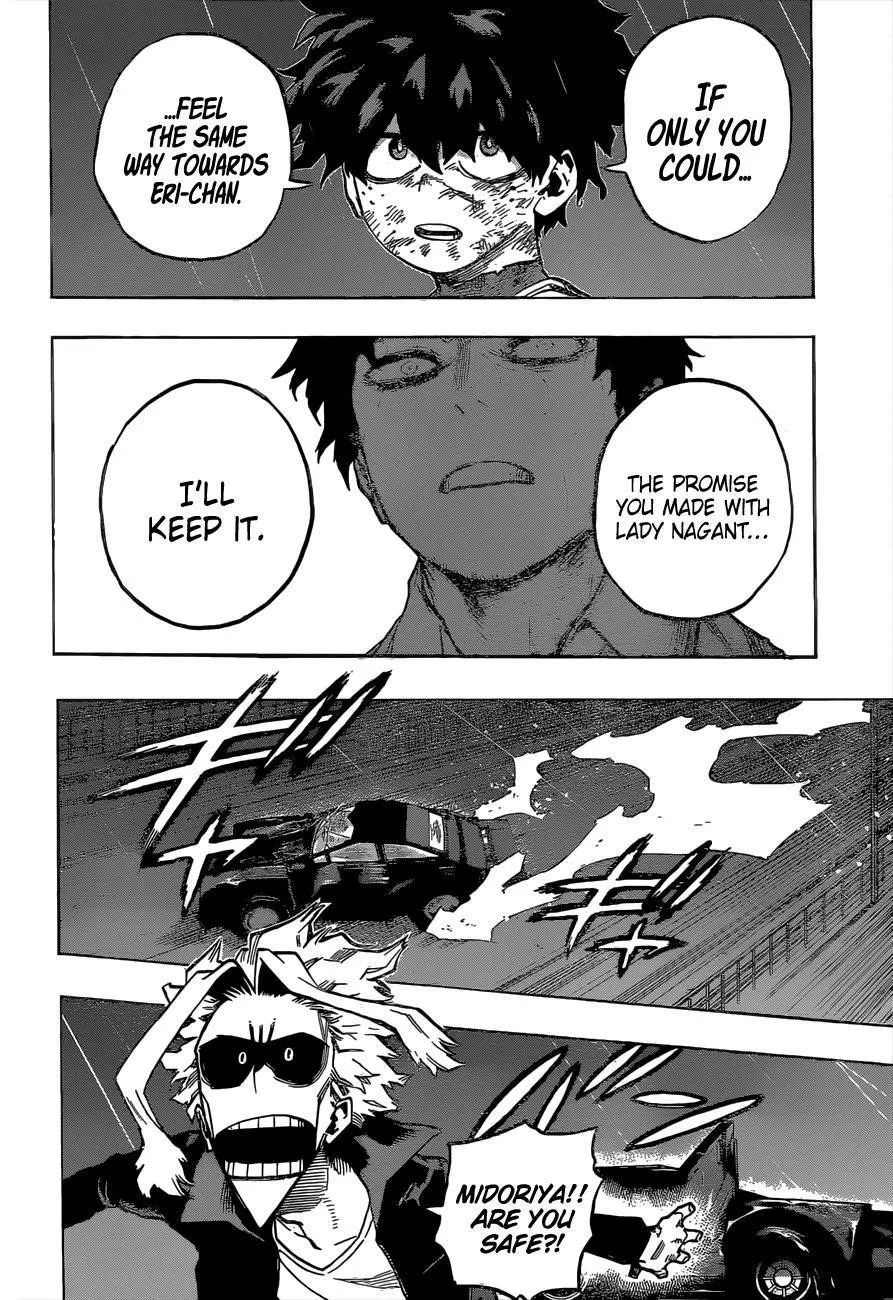 IF
ONLY YOU
COULD...
...FEEL
THE SAME
WAY TOWARDS
ERI-CHAN.
THE PROMISE
YOU MADE WITH
LADY NAGANT...
I'LL
KEEP IT.
MIDORIYA!!
ARE YOU
SAFE?!